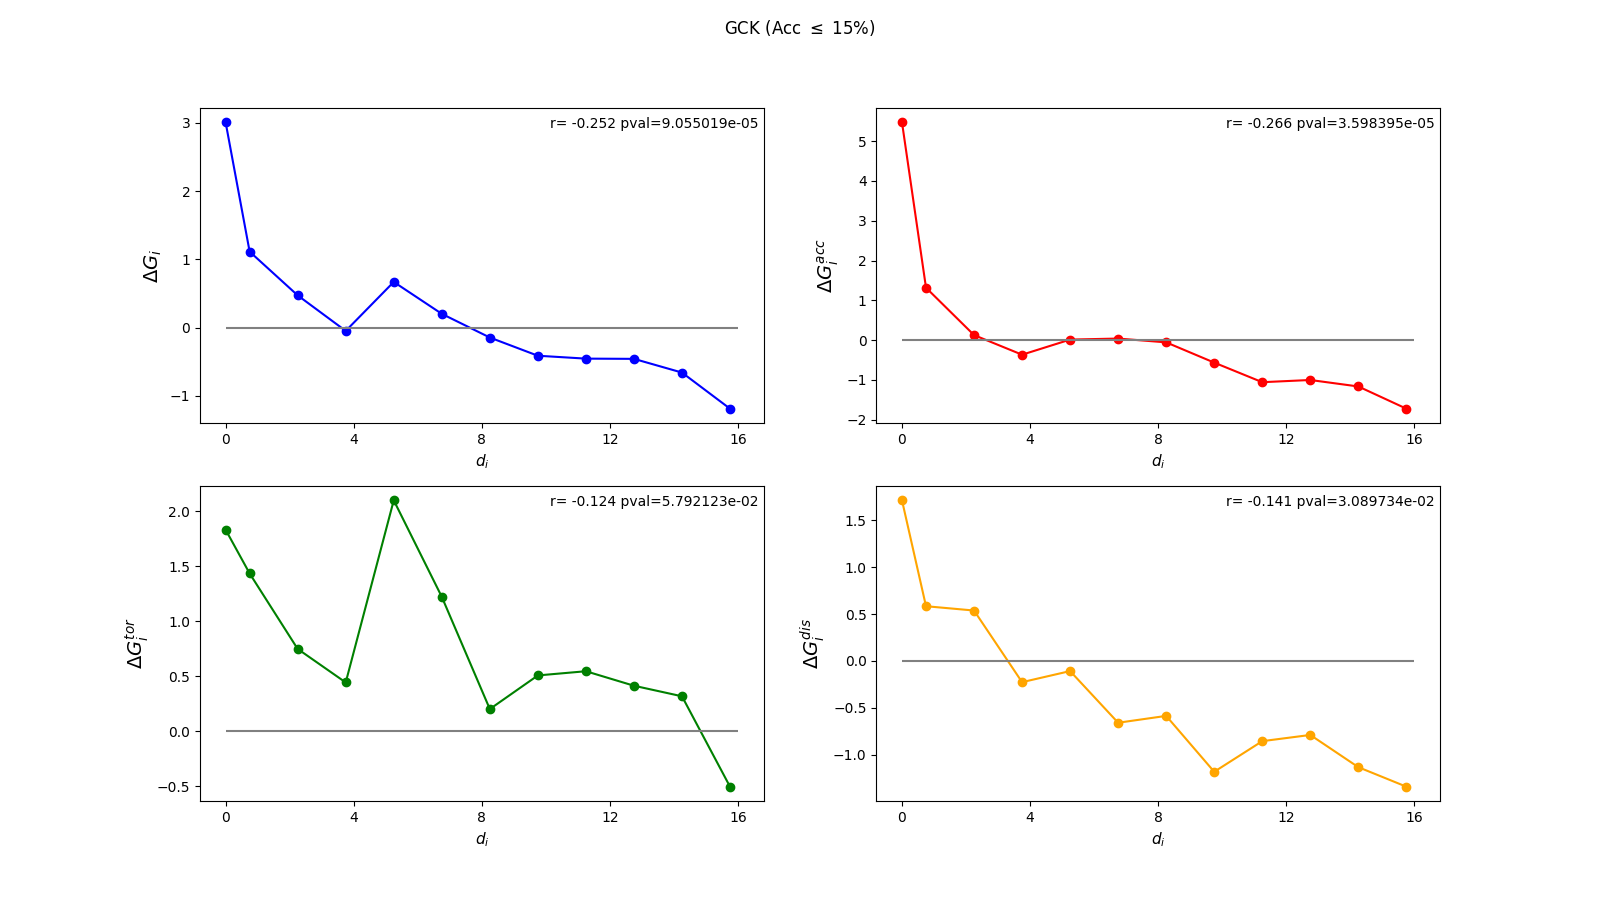 GCK (Acc ≤ 15%)
r= -0.252 pval=9.055019e-05
3
2
1
0
−1
ΔG_i
0 4 8 12 16
d_i
r= -0.266 pval=3.598395e-05
5
4
3
2
1
0
−1
−2
ΔG_i^acc
0 4 8 12 16
d_i
r= -0.124 pval=5.792123e-02
2.0
1.5
1.0
0.5
0.0
−0.5
ΔG_i^tor
0 4 8 12 16
d_i
r= -0.141 pval=3.089734e-02
1.5
1.0
0.5
0.0
−0.5
−1.0
ΔG_i^dis
0 4 8 12 16
d_i